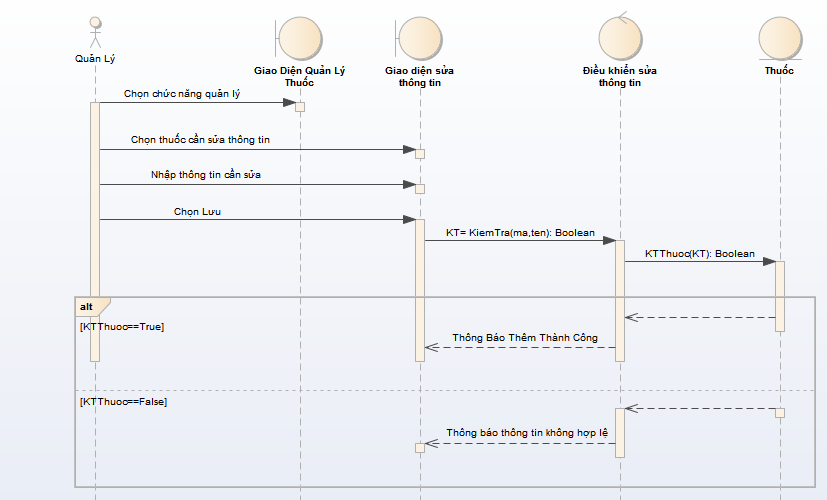 Quản Lý
Giao Diện Quản Lý
Thuốc
Giao diện sửa
thông tin
Điều khiển sửa
thông tin
Thuốc
Chọn chức năng quản lý
Chọn thuốc cần sửa thông tin
Nhập thông tin cần sửa
Chọn Lưu
KT= KiemTra(ma,ten): Boolean
KTThuoc(KT): Boolean
alt
[KTThuoc==True]
Thông Báo Thêm Thành Công
[KTThuoc==False]
Thông báo thông tin không hợp lệ